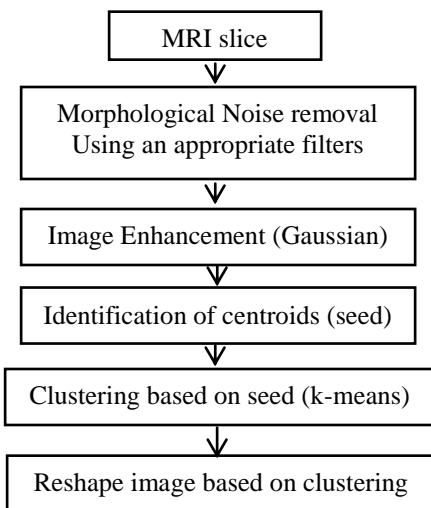 MRI slice
Morphological Noise removal
Using an appropriate filters
Image Enhancement (Gaussian)
Identification of centroids (seed)
Clustering based on seed (k-means)
Reshape image based on clustering